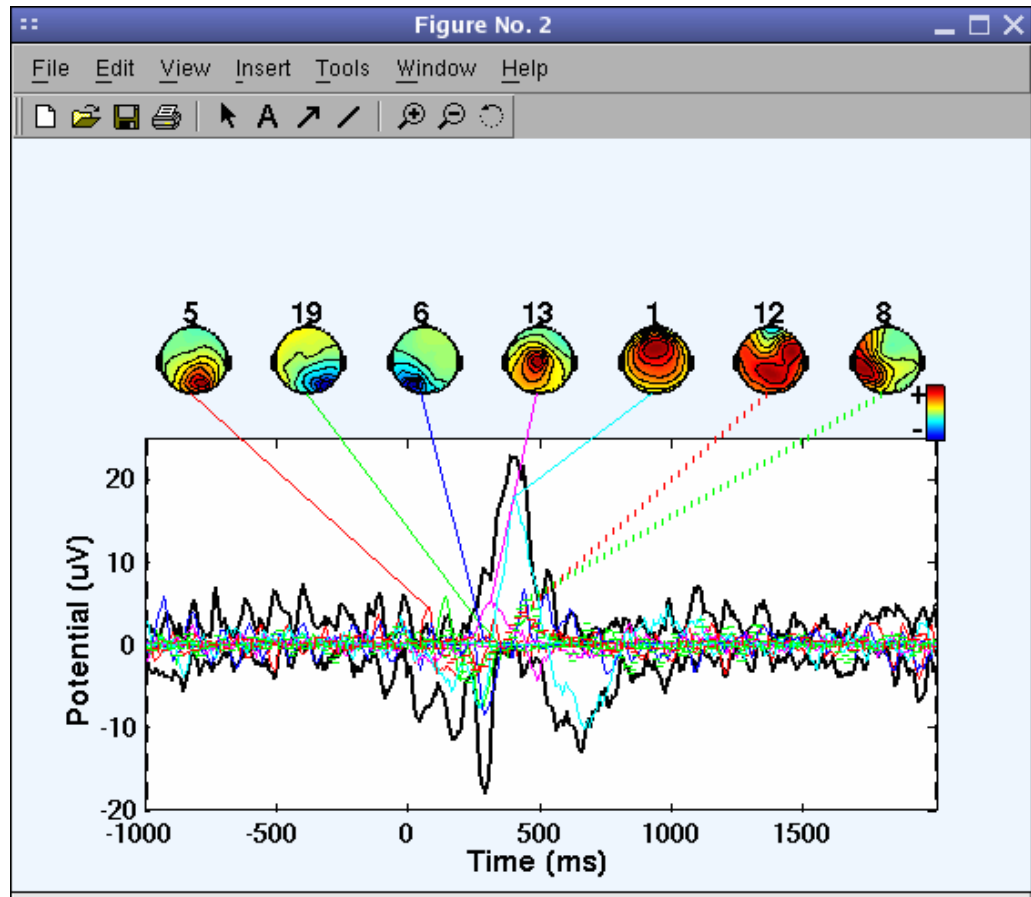 Figure No. 2
File Edit View Insert Tools Window Help
A
5 19 6 13 1 12 8
+
-
20
10
0
-10
-20
Potential (uV)
-1000 -500 0 500 1000 1500
Time (ms)